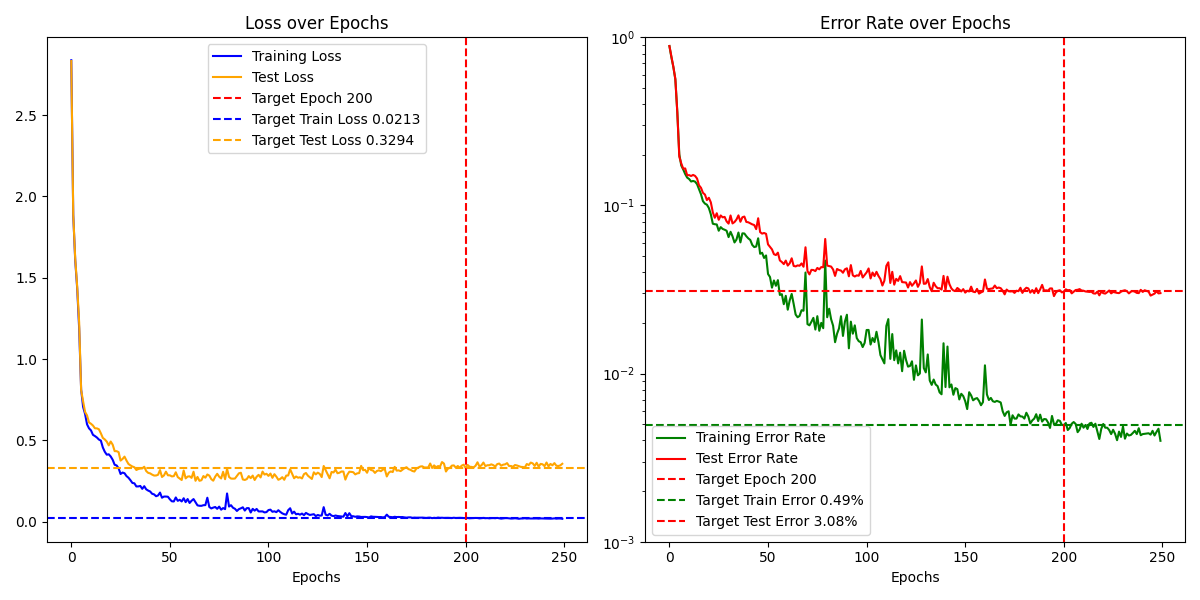 Loss over Epochs
Training Loss
Test Loss
Target Epoch 200
Target Train Loss 0.0213
Target Test Loss 0.3294
2.5
2.0
1.5
1.0
0.5
0.0
0 50 100 150 200 250
Epochs
Error Rate over Epochs
10⁰
10⁻¹
10⁻²
10⁻³
Training Error Rate
Test Error Rate
Target Epoch 200
Target Train Error 0.49%
Target Test Error 3.08%
0 50 100 150 200 250
Epochs